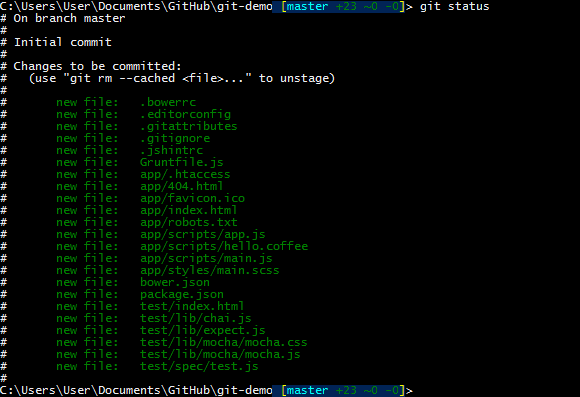 C:\Users\User\Documents\GitHub\git-demo [master +23 ~0 -0]> git status
# On branch master
#
# Initial commit
#
# Changes to be committed:
#   (use "git rm --cached <file>..." to unstage)
#
#       new file:   .bowerrc
#       new file:   .editorconfig
#       new file:   .gitattributes
#       new file:   .gitignore
#       new file:   .jshintrc
#       new file:   Gruntfile.js
#       new file:   app/.htaccess
#       new file:   app/404.html
#       new file:   app/favicon.ico
#       new file:   app/index.html
#       new file:   app/robots.txt
#       new file:   app/scripts/app.js
#       new file:   app/scripts/hello.coffee
#       new file:   app/scripts/main.js
#       new file:   app/styles/main.scss
#       new file:   bower.json
#       new file:   package.json
#       new file:   test/index.html
#       new file:   test/lib/chai.js
#       new file:   test/lib/expect.js
#       new file:   test/lib/mocha/mocha.css
#       new file:   test/lib/mocha/mocha.js
#       new file:   test/spec/test.js
#
C:\Users\User\Documents\GitHub\git-demo [master +23 ~0 -0]>